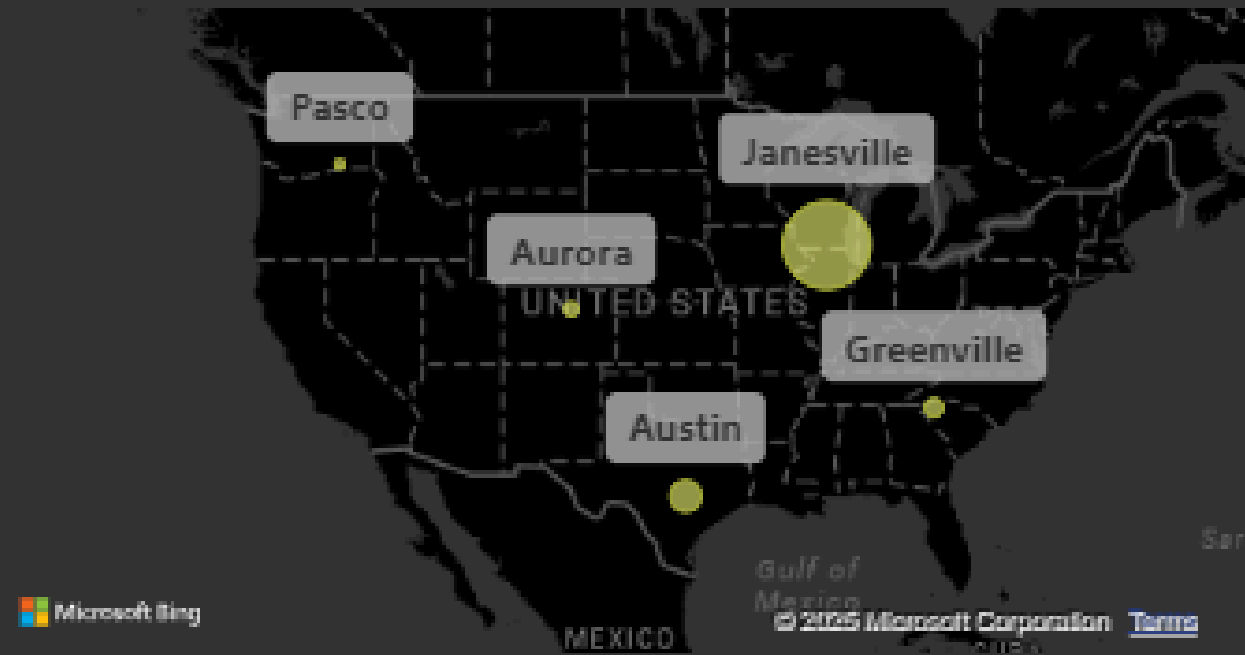 Pasco
Janesville
Aurora
UNITED STATES
Greenville
Austin
Gulf of
Mexico
Microsoft Bing
© 2025 Microsoft Corporation Terms
MEXICO